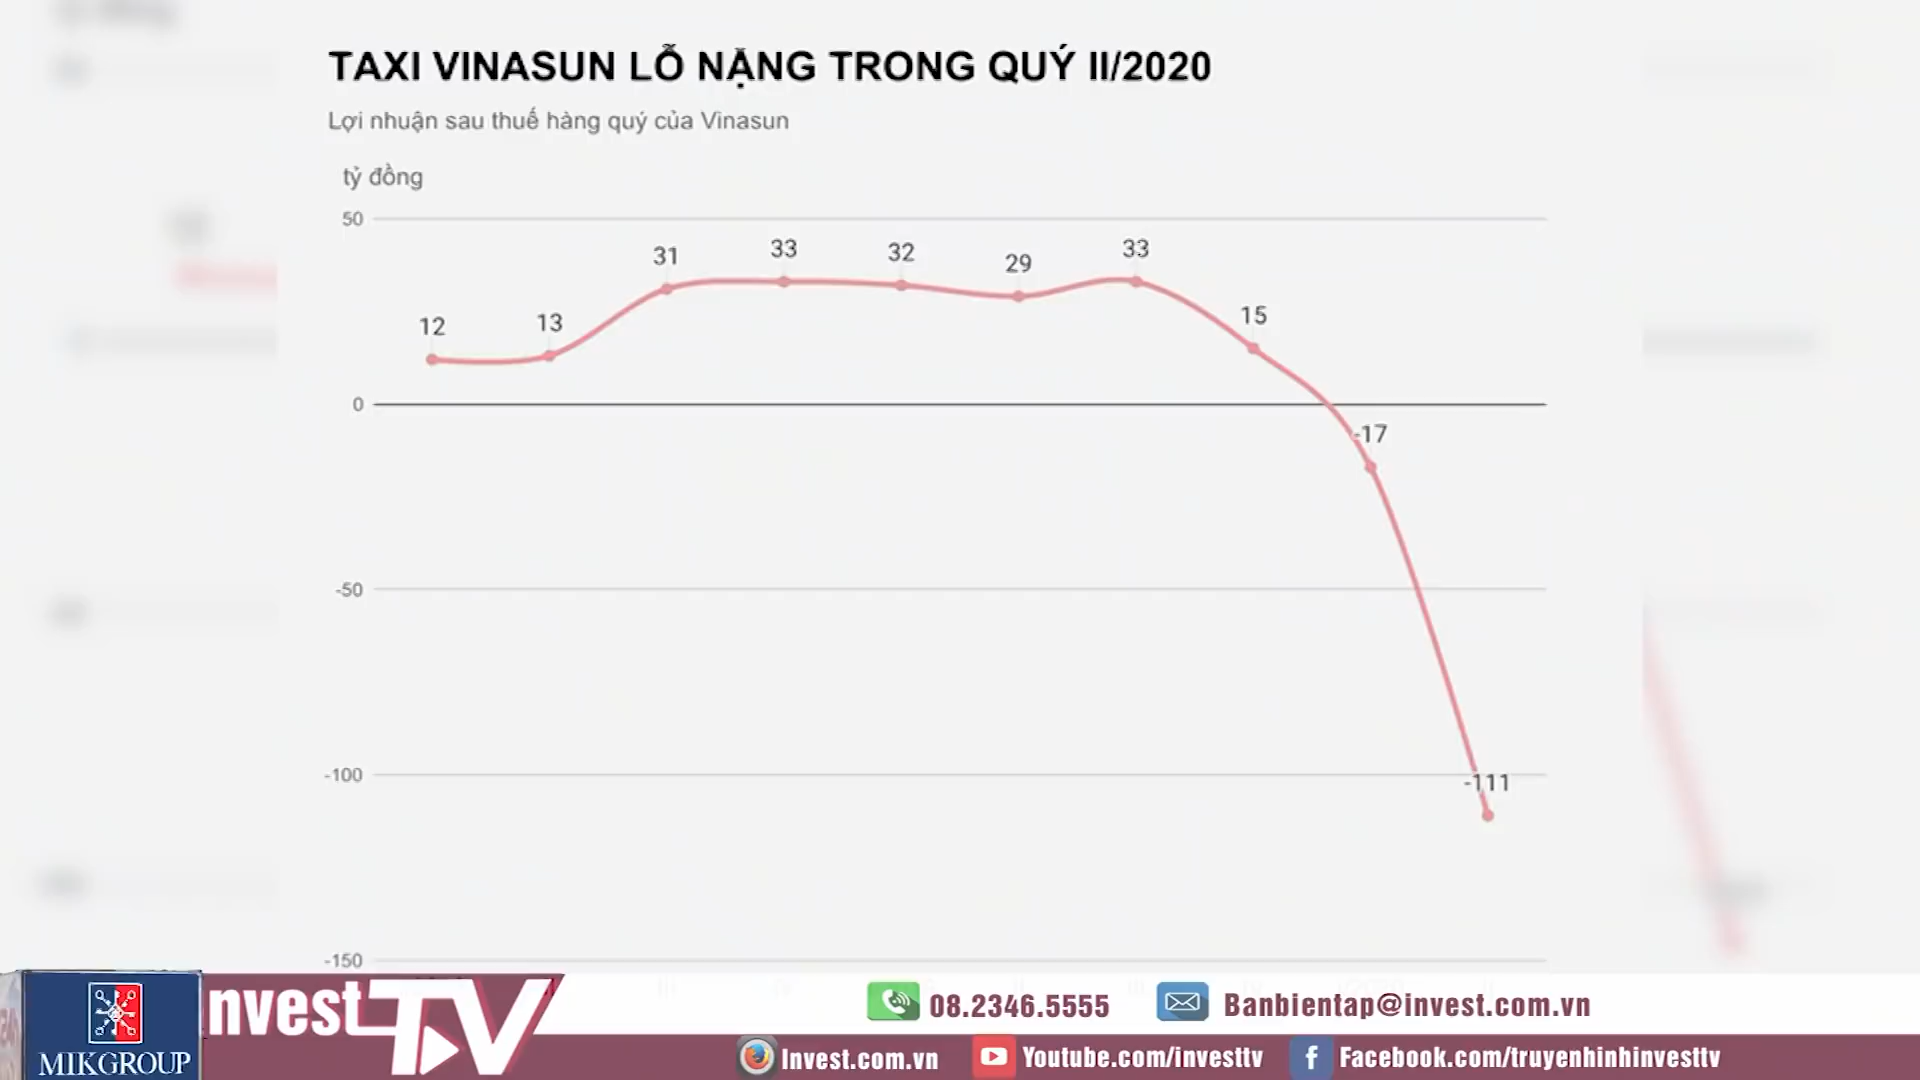 TAXI VINASUN LỖ NẶNG TRONG QUÝ II/2020
Lợi nhuận sau thuế hàng quý của Vinasun
tỷ đồng
50
31 33 32 29 33
12 13 15
0
-17
-50
-100
-111
-150
MIKGROUP
nvest TV
08.2346.5555
Banbientap@invest.com.vn
Invest.com.vn
Youtube.com/investtv
Facebook.com/truyenhinhinvesttv